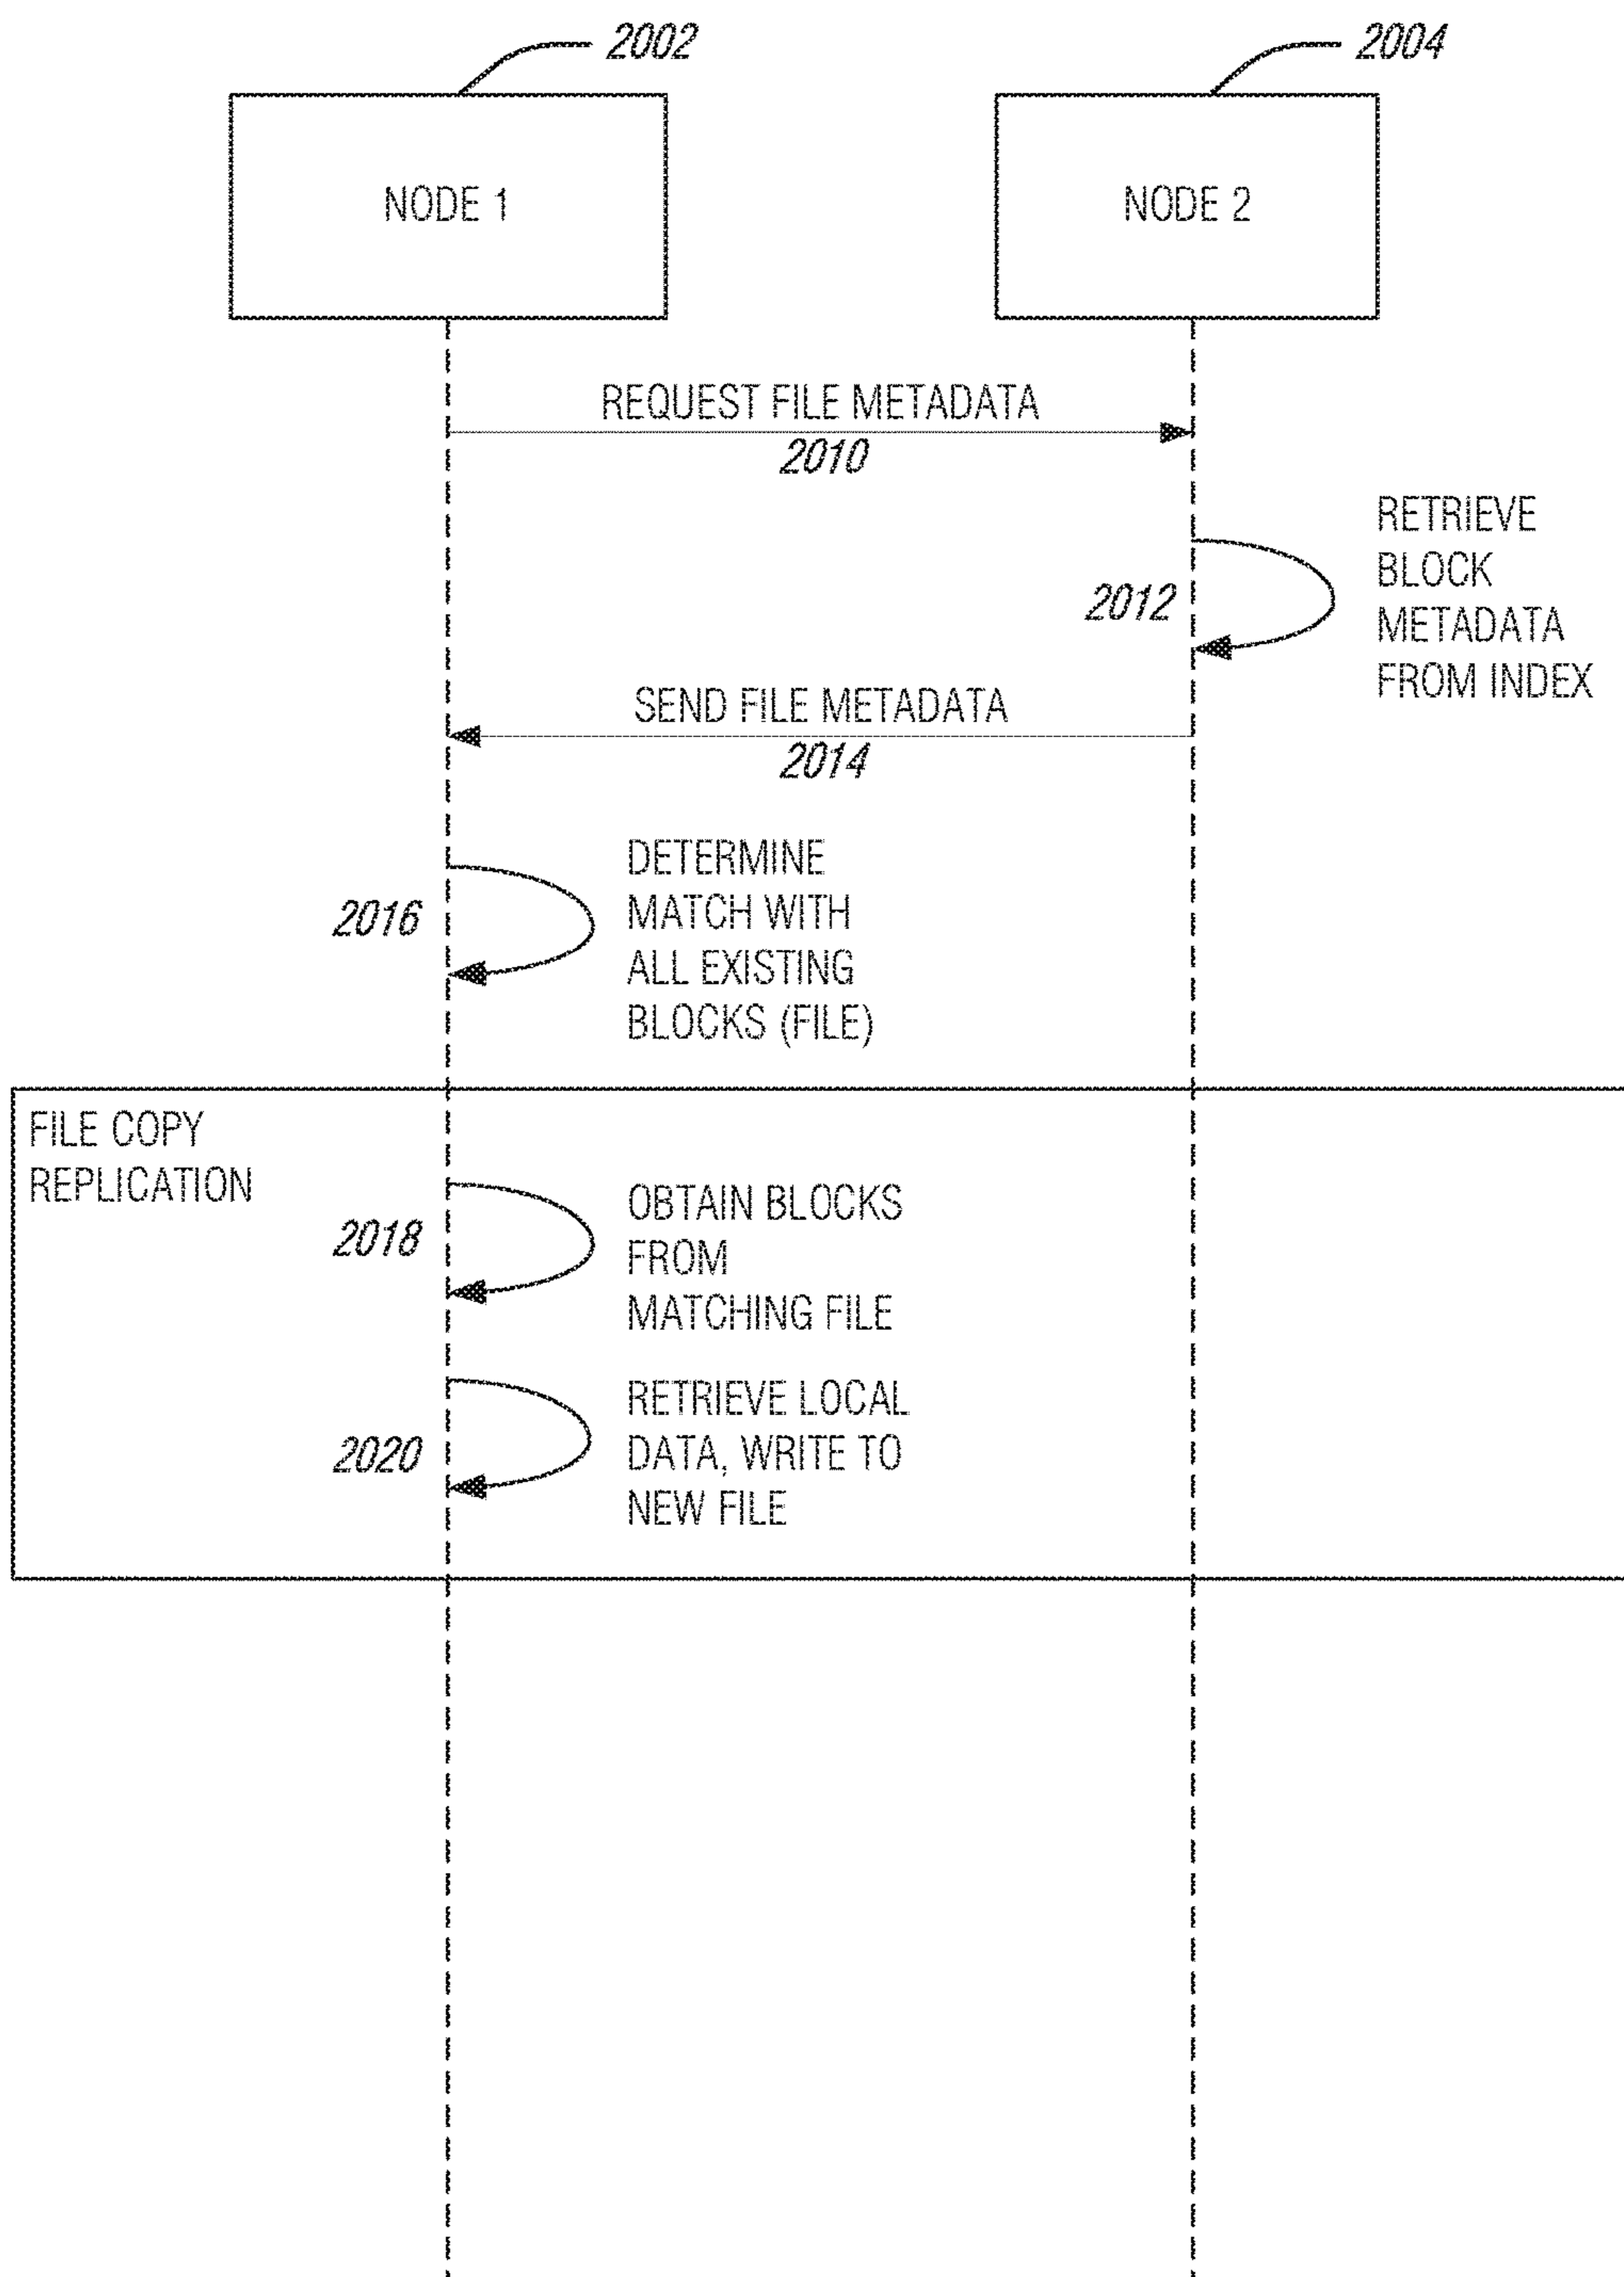 2002
2004
NODE 1
NODE 2
REQUEST FILE METADATA
2010
RETRIEVE
BLOCK
METADATA
FROM INDEX
2012
SEND FILE METADATA
2014
DETERMINE
MATCH WITH
ALL EXISTING
BLOCKS (FILE)
2016
FILE COPY
REPLICATION
OBTAIN BLOCKS
FROM
MATCHING FILE
2018
RETRIEVE LOCAL
DATA, WRITE TO
NEW FILE
2020